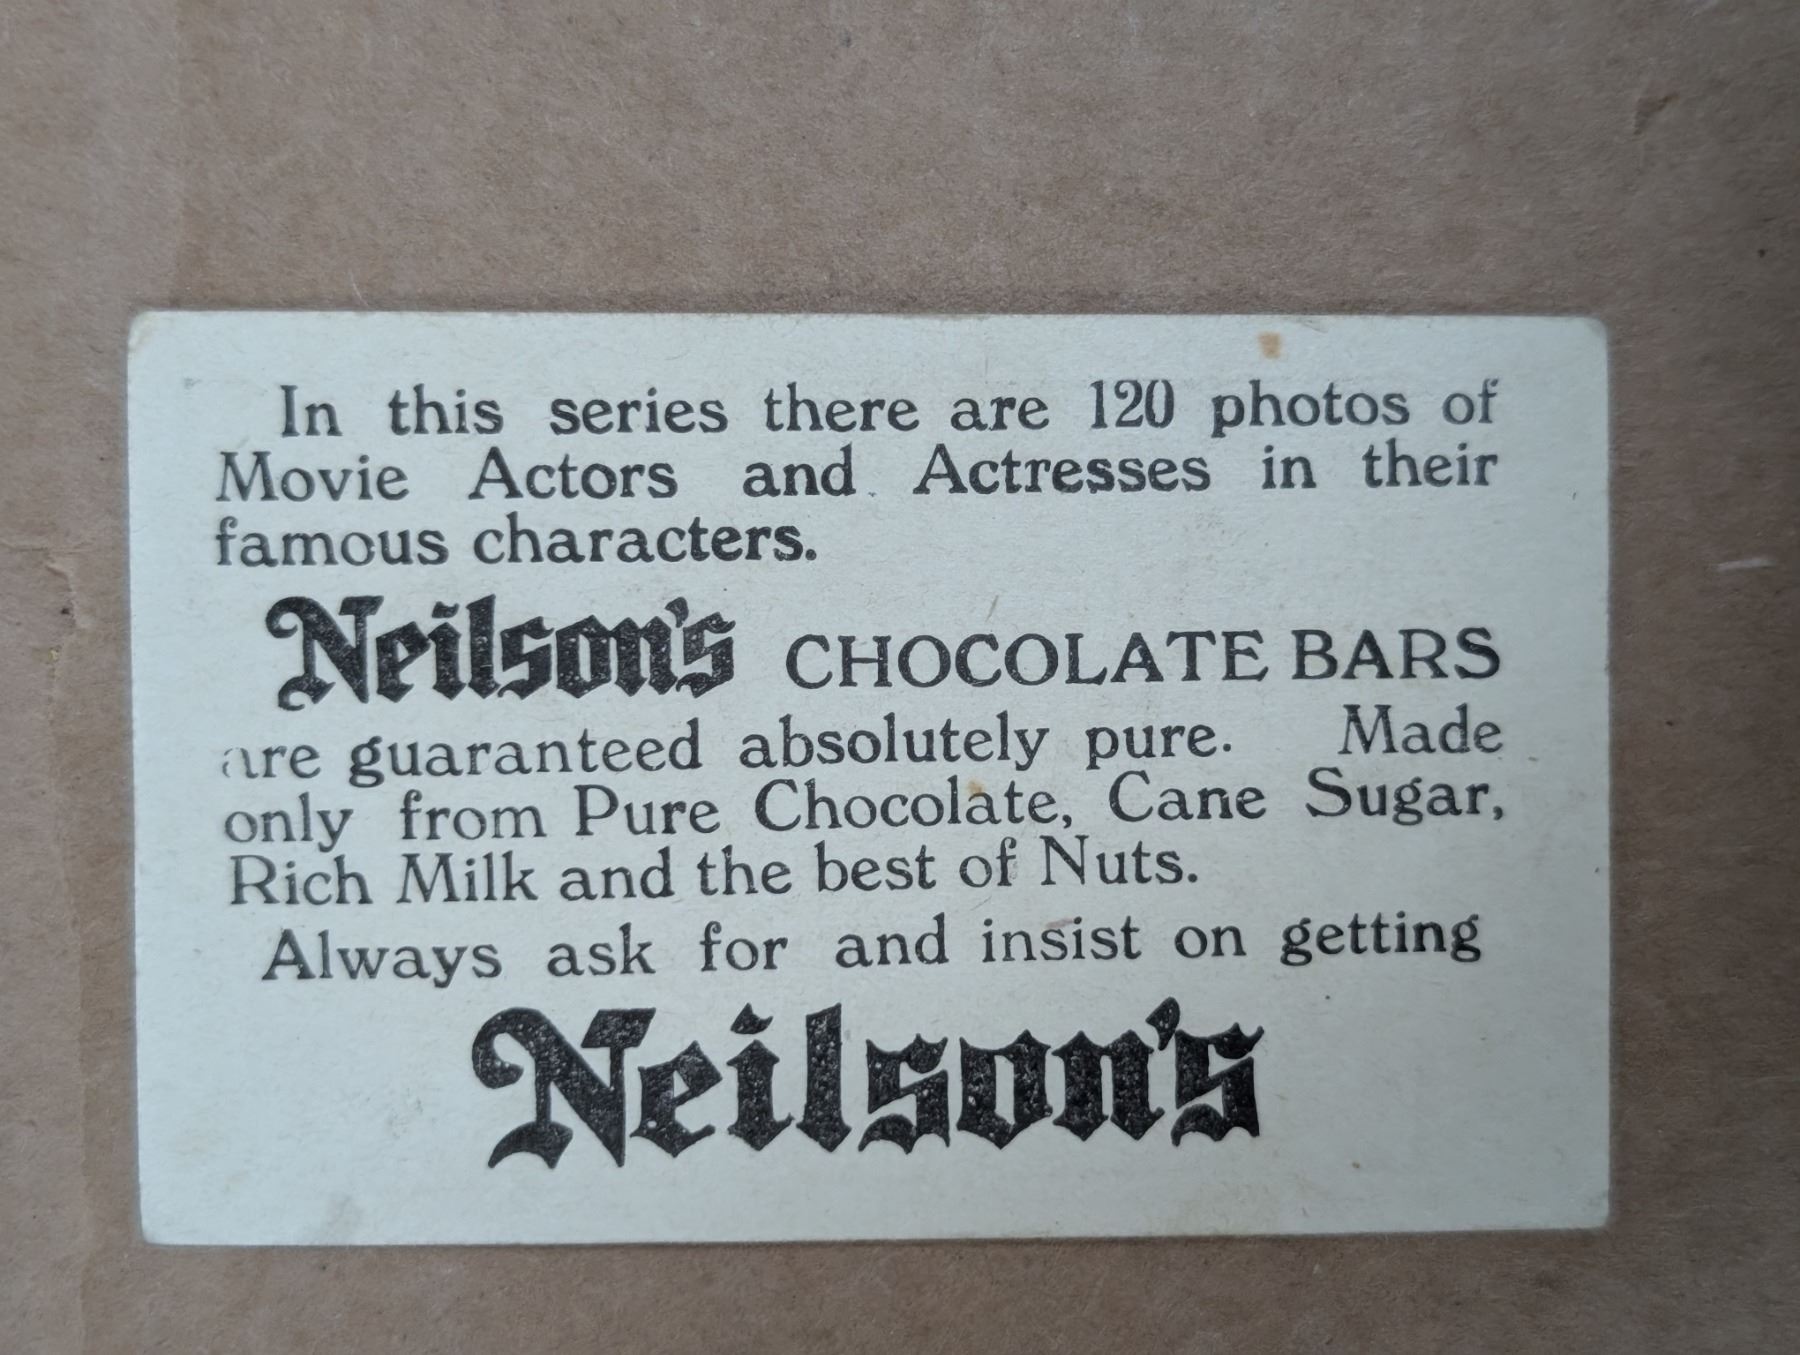 In this series there are 120 photos of
Movie Actors and Actresses in their
famous characters.
Neilson's CHOCOLATE BARS
are guaranteed absolutely pure. Made
only from Pure Chocolate, Cane Sugar,
Rich Milk and the best of Nuts.
Always ask for and insist on getting
Neilson's